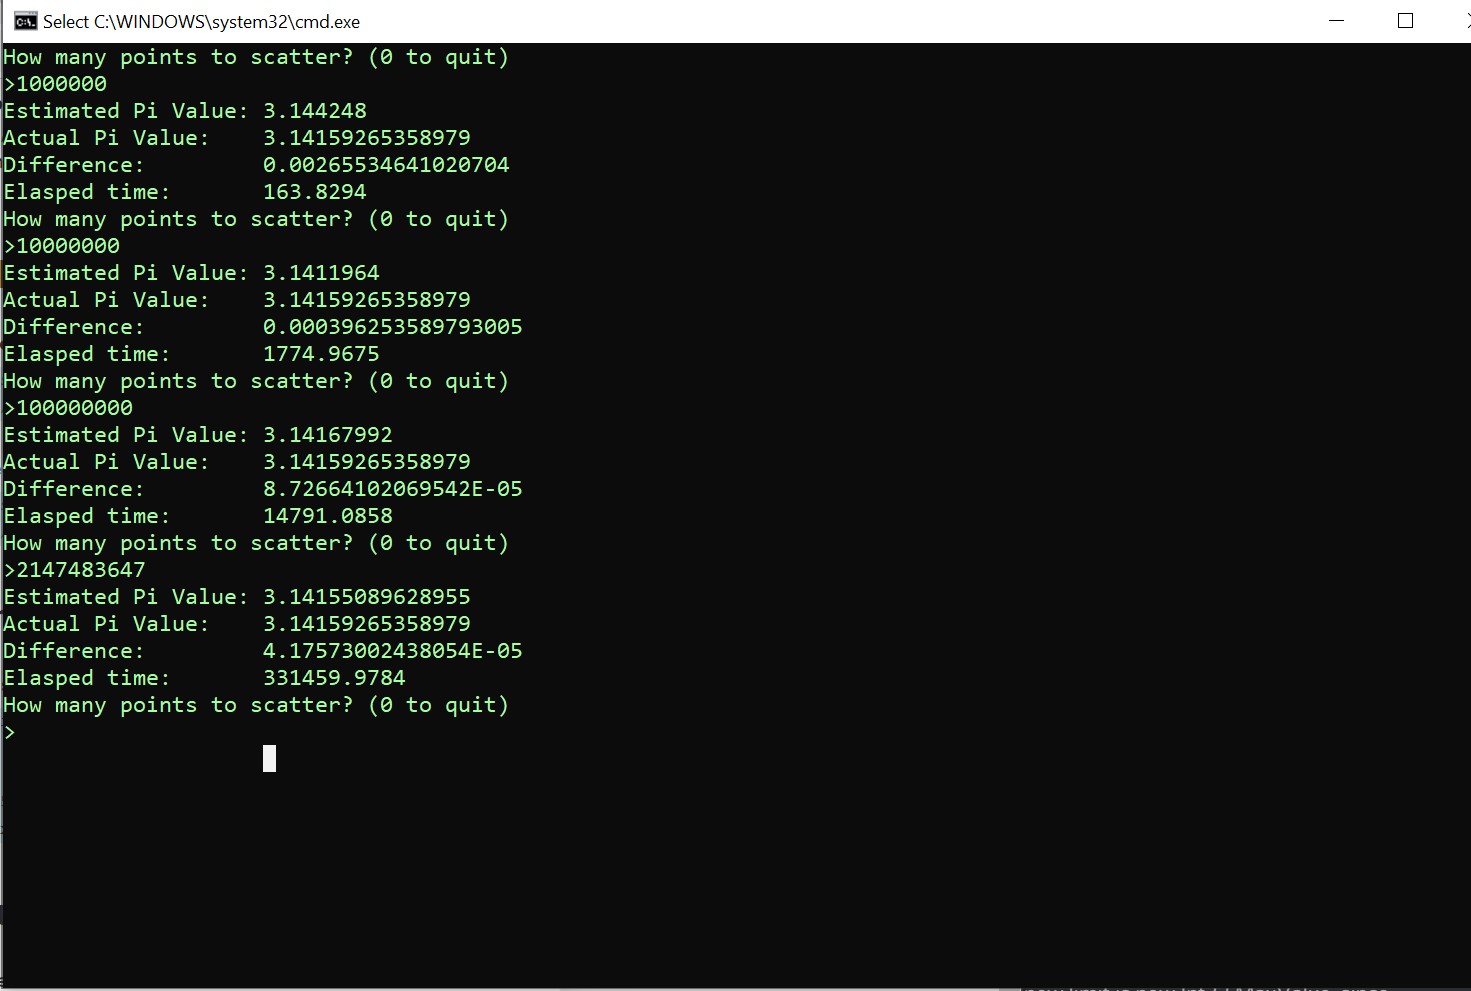 Select C:\WINDOWS\system32\cmd.exe
How many points to scatter? (0 to quit)
>1000000
Estimated Pi Value: 3.144248
Actual Pi Value:    3.14159265358979
Difference:         0.00265534641020704
Elasped time:       163.8294
How many points to scatter? (0 to quit)
>10000000
Estimated Pi Value: 3.1411964
Actual Pi Value:    3.14159265358979
Difference:         0.000396253589793005
Elasped time:       1774.9675
How many points to scatter? (0 to quit)
>100000000
Estimated Pi Value: 3.14167992
Actual Pi Value:    3.14159265358979
Difference:         8.72664102069542E-05
Elasped time:       14791.0858
How many points to scatter? (0 to quit)
>2147483647
Estimated Pi Value: 3.14155089628955
Actual Pi Value:    3.14159265358979
Difference:         4.17573002438054E-05
Elasped time:       331459.9784
How many points to scatter? (0 to quit)
>